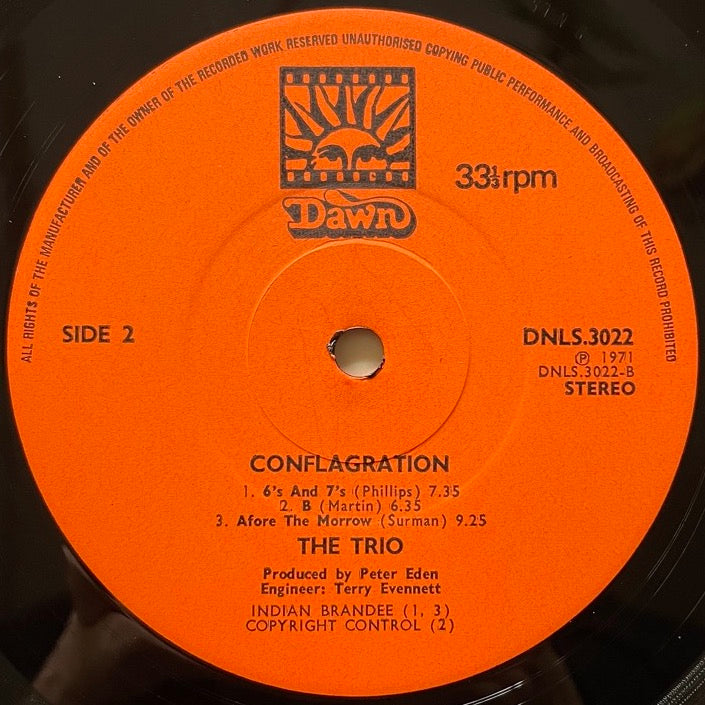 ALL RIGHTS OF THE MANUFACTURER AND OF THE OWNER OF THE RECORDED WORK RESERVED UNAUTHORISED COPYING PUBLIC PERFORMANCE AND BROADCASTING OF THIS RECORD PROHIBITED
Dawn
33⅓rpm
SIDE 2
DNLS.3022
Ⓟ 1971
DNLS.3022-B
STEREO
CONFLAGRATION
1. 6's And 7's (Phillips) 7.35
2. B (Martin) 6.35
3. Afore The Morrow (Surman) 9.25
THE TRIO
Produced by Peter Eden
Engineer: Terry Evennett
INDIAN BRANDEE (1, 3)
COPYRIGHT CONTROL (2)